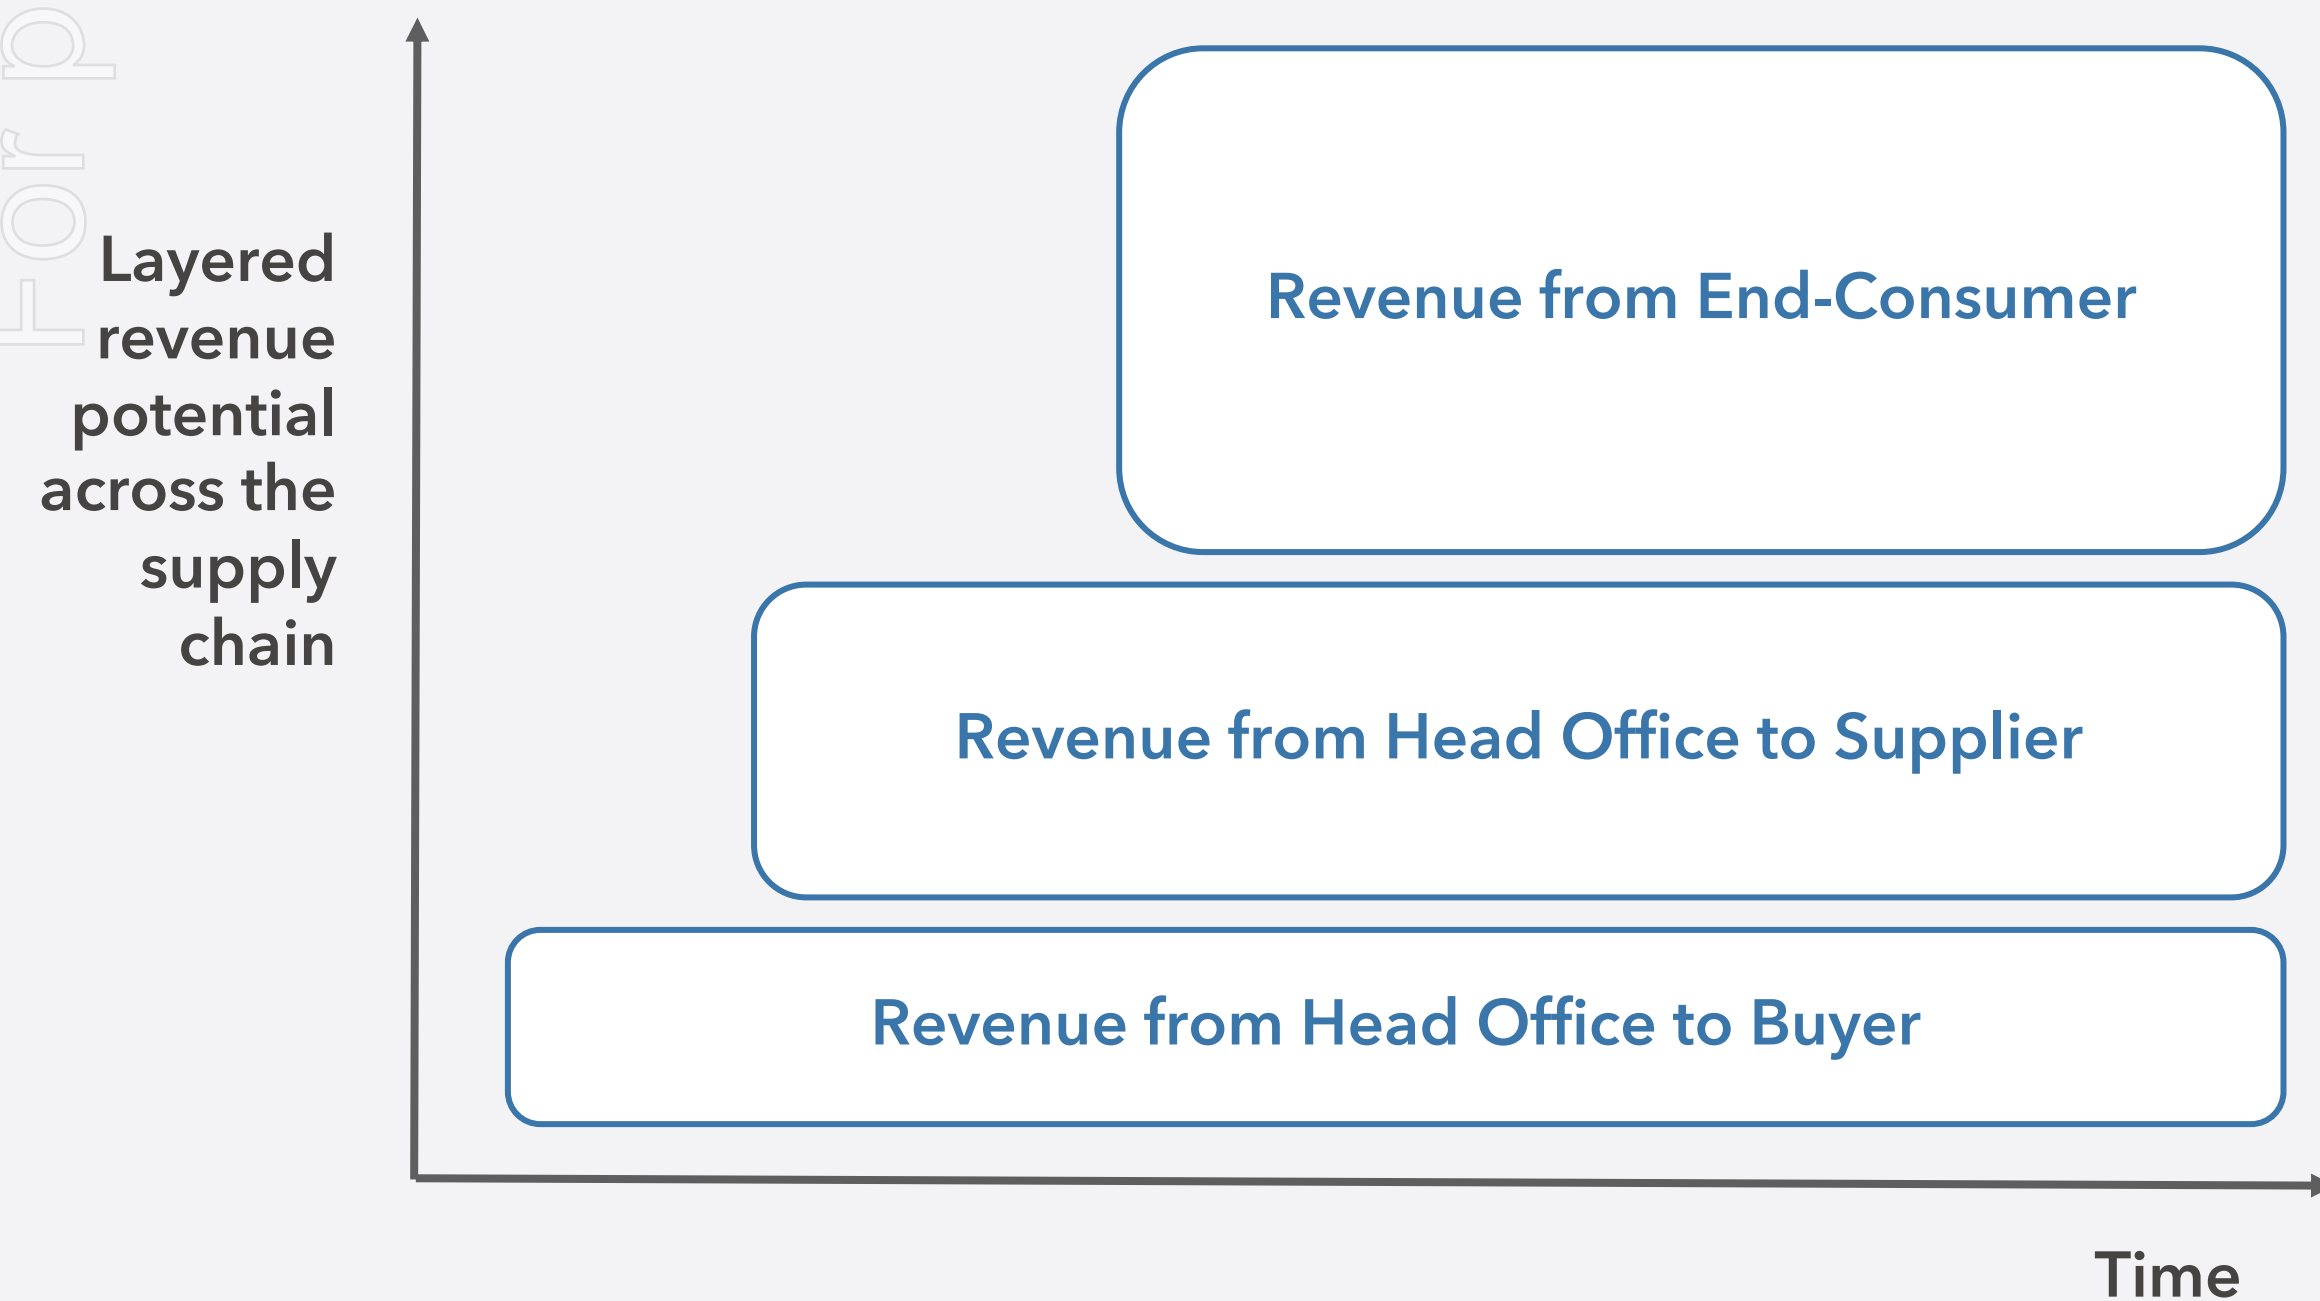 For p
Layered
revenue
potential
across the
supply
chain
Revenue from End-Consumer
Revenue from Head Office to Supplier
Revenue from Head Office to Buyer
Time